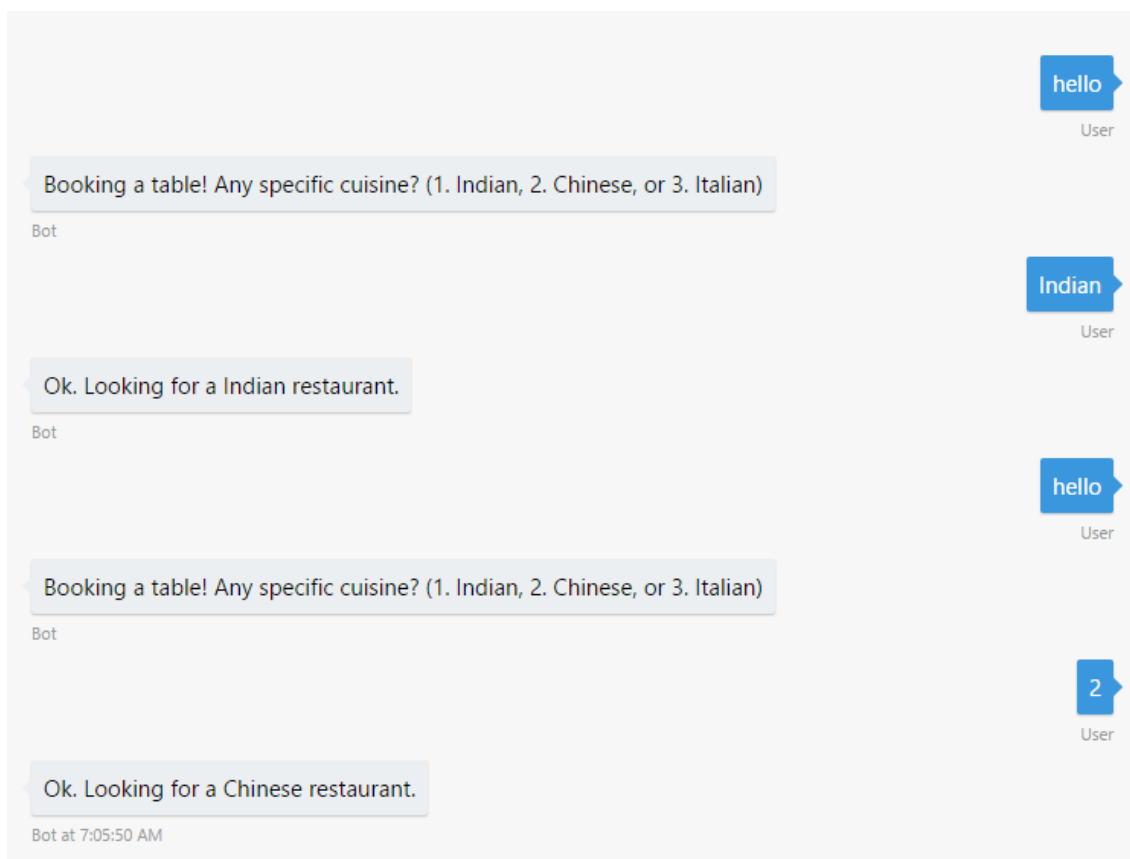 hello
User
Booking a table! Any specific cuisine? (1. Indian, 2. Chinese, or 3. Italian)
Bot
Indian
User
Ok. Looking for a Indian restaurant.
Bot
hello
User
Booking a table! Any specific cuisine? (1. Indian, 2. Chinese, or 3. Italian)
Bot
2
User
Ok. Looking for a Chinese restaurant.
Bot at 7:05:50 AM